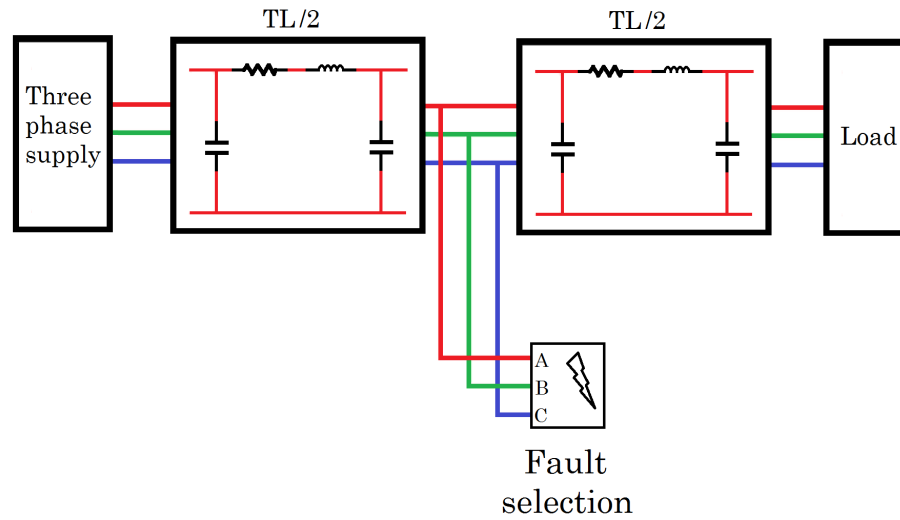 TL/2
TL/2
Three
phase
supply
Load
A
B
C
Fault
selection